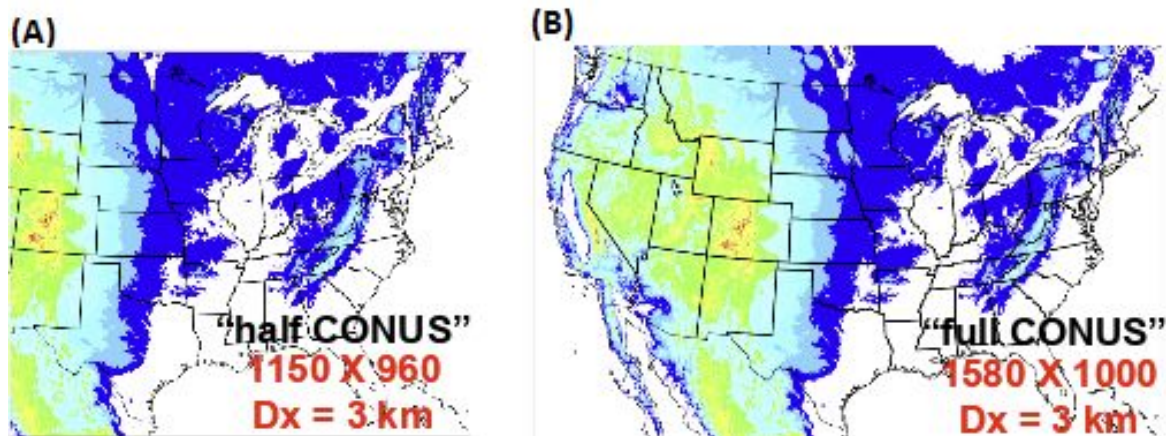 (A)
(B)
"half CONUS"
1150 X 960
Dx = 3 km
"full CONUS"
1580 X 1000
Dx = 3 km